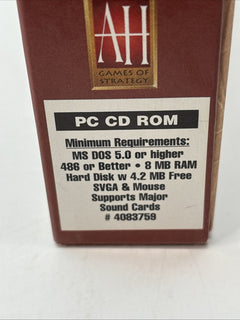 AH
GAMES OF
STRATEGY
PC CD ROM
Minimum Requirements:
MS DOS 5.0 or higher
486 or Better • 8 MB RAM
Hard Disk w 4.2 MB Free
SVGA & Mouse
Supports Major
Sound Cards
# 4083759